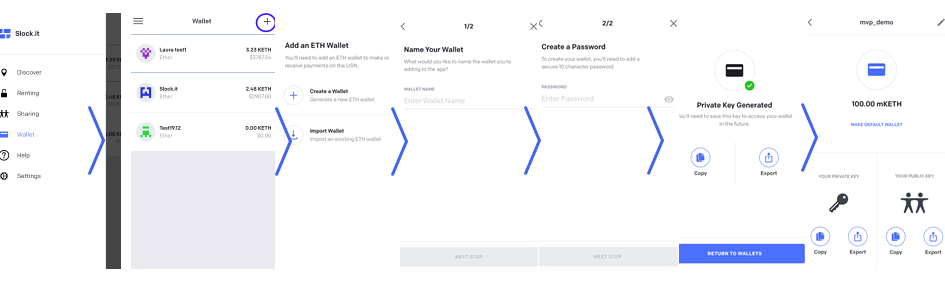 Slock.it
Discover
Renting
Sharing
Wallet
Help
Settings
Wallet
Laura test1
Ether
3.23 KETH
$3787.54
Slock.it
Ether
2.48 KETH
$2907.80
Test1912
Ether
0.00 KETH
$0.00
Add an ETH Wallet
You'll need to add an ETH wallet to make or
receive payments on the USN.
Create a Wallet
Generate a new ETH wallet
Import Wallet
Import an existing ETH wallet
1/2
Name Your Wallet
What would you like to name the wallet you're
adding to the app?
WALLET NAME
Enter Wallet Name
NEXT STEP
2/2
Create a Password
To create your wallet, you'll need to add a
secure 10 character password.
PASSWORD
Enter Password
NEXT STEP
Private Key Generated
You'll need to save this key to access your wallet
in the future.
Copy
Export
RETURN TO WALLETS
mvp_demo
100.00 mKETH
MAKE DEFAULT WALLET
YOUR PRIVATE KEY
YOUR PUBLIC KEY
Copy
Export
Copy
Export